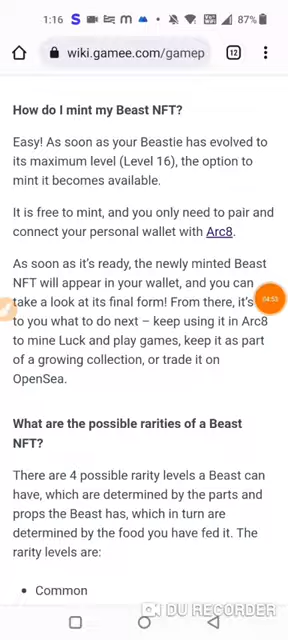 1:16
87%
wiki.gamee.com/gamep
12
How do I mint my Beast NFT?
Easy! As soon as your Beastie has evolved to
its maximum level (Level 16), the option to
mint it becomes available.
It is free to mint, and you only need to pair and
connect your personal wallet with Arc8.
As soon as it's ready, the newly minted Beast
NFT will appear in your wallet, and you can
take a look at its final form! From there, it's
04:53
to you what to do next – keep using it in Arc8
to mine Luck and play games, keep it as part
of a growing collection, or trade it on
OpenSea.
What are the possible rarities of a Beast
NFT?
There are 4 possible rarity levels a Beast can
have, which are determined by the parts and
props the Beast has, which in turn are
determined by the food you have fed it. The
rarity levels are:
• Common
DU RECORDER